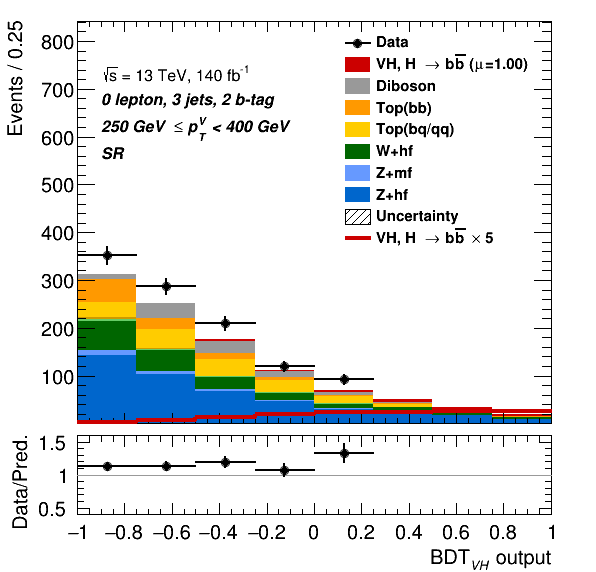 Events / 0.25
800
700
600
500
400
300
200
100
√s = 13 TeV, 140 fb⁻¹
0 lepton, 3 jets, 2 b-tag
250 GeV ≤ p_T^V < 400 GeV
SR
Data
VH, H → bb̅ (μ=1.00)
Diboson
Top(bb)
Top(bq/qq)
W+hf
Z+mf
Z+hf
Uncertainty
VH, H → bb̅ × 5
Data/Pred.
1.5
1
0.5
−1 −0.8 −0.6 −0.4 −0.2 0 0.2 0.4 0.6 0.8 1
BDT_VH output